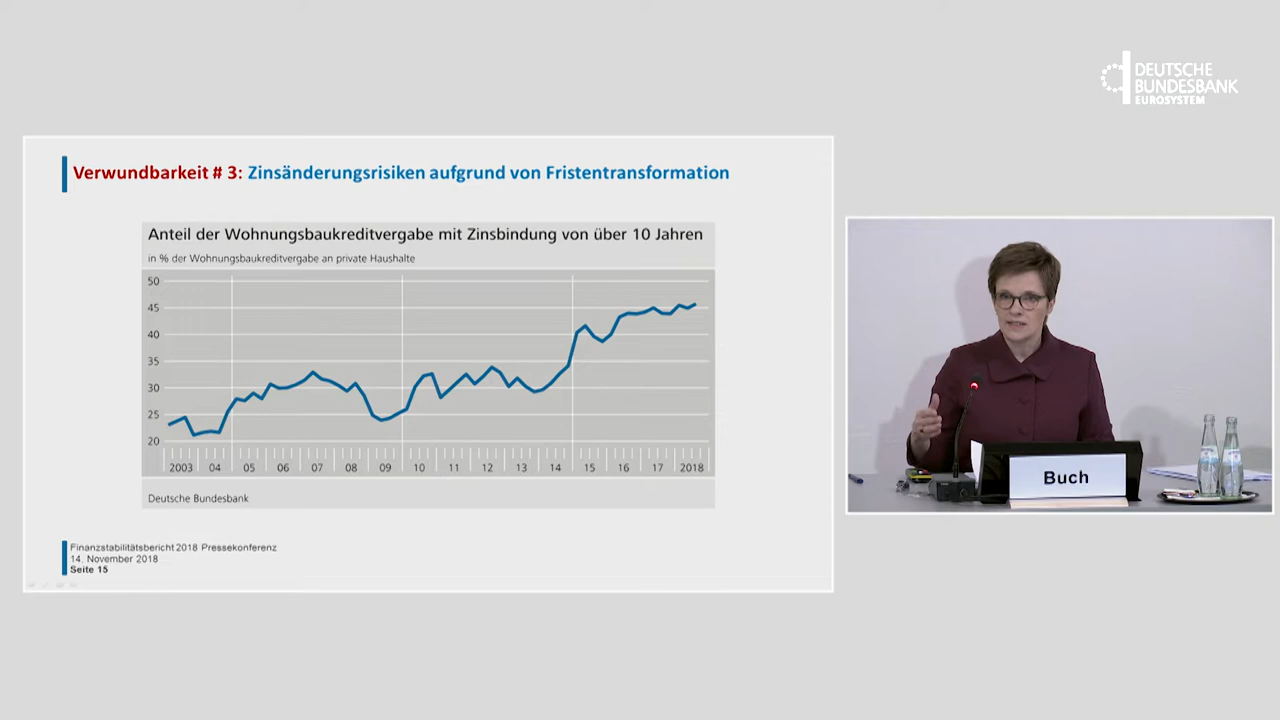 DEUTSCHE
BUNDESBANK
EUROSYSTEM
Verwundbarkeit # 3: Zinsänderungsrisiken aufgrund von Fristentransformation
Anteil der Wohnungsbaukreditvergabe mit Zinsbindung von über 10 Jahren
in % der Wohnungsbaukreditvergabe an private Haushalte
50
45
40
35
30
25
20
2003 04 05 06 07 08 09 10 11 12 13 14 15 16 17 2018
Deutsche Bundesbank
Finanzstabilitätsbericht 2018 Pressekonferenz
14. November 2018
Seite 15
Buch